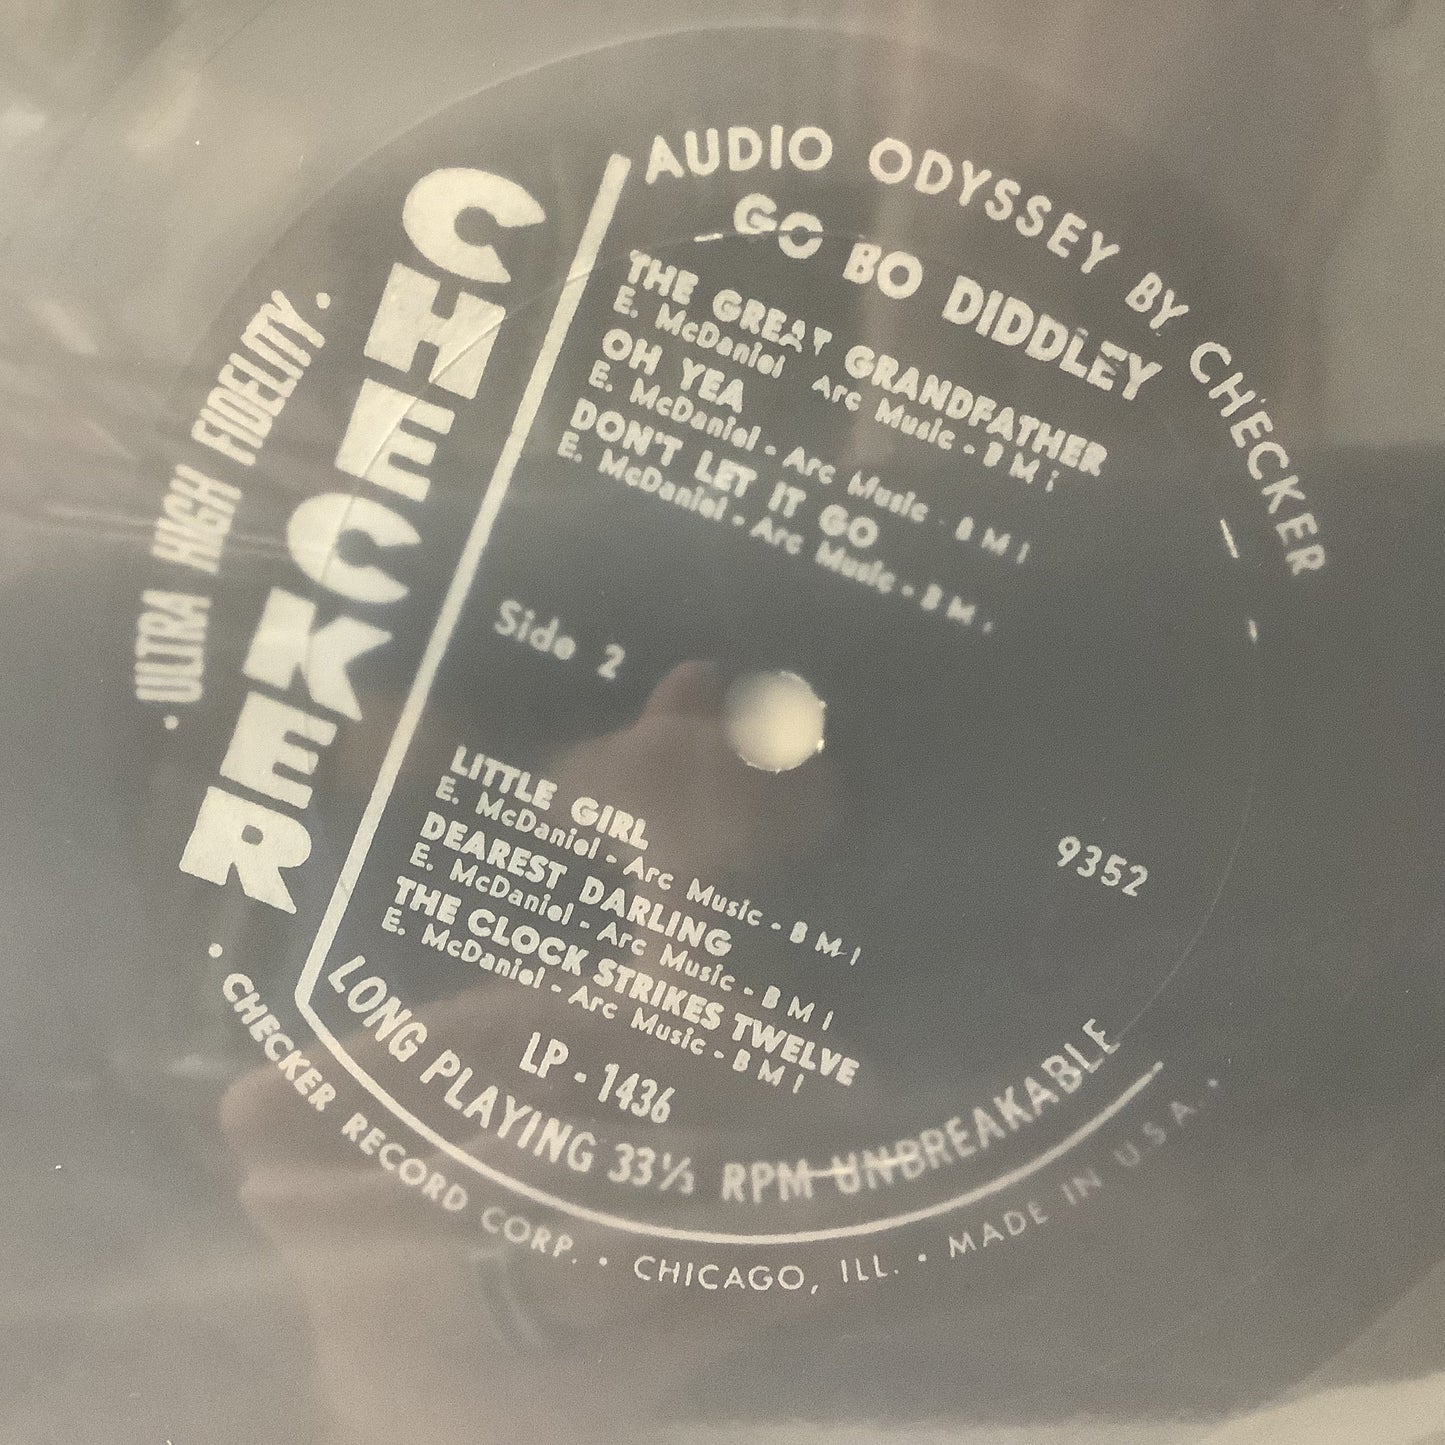 AUDIO ODYSSEY BY CHECKER
GO BO DIDDLEY
CHECKER
· ULTRA HIGH FIDELITY ·
THE GREAT GRANDFATHER
E. McDaniel Arc Music - B M I
OH YEA
E. McDaniel - Arc Music - B M I
DON'T LET IT GO
E. McDaniel - Arc Music - B M I
Side 2
9352
LITTLE GIRL
E. McDaniel - Arc Music - B M I
DEAREST DARLING
E. McDaniel - Arc Music - B M I
THE CLOCK STRIKES TWELVE
E. McDaniel - Arc Music - B M I
LP - 1436
LONG PLAYING 33⅓ RPM UNBREAKABLE
· CHECKER RECORD CORP. · CHICAGO, ILL. · MADE IN U.S.A. ·